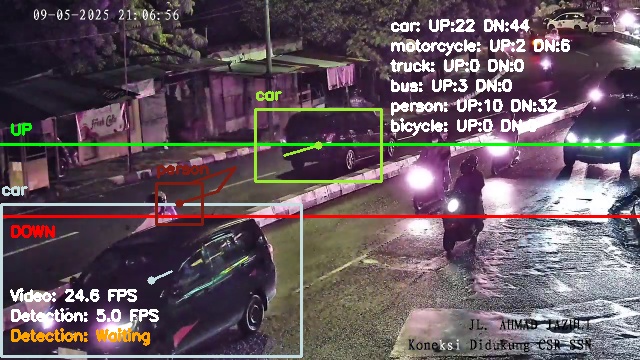 09-05-2025 21:06:56
car: UP:22 DN:44
motorcycle: UP:2 DN:6
truck: UP:0 DN:0
bus: UP:3 DN:0
person: UP:10 DN:32
bicycle: UP:0
car
UP
person
car
DOWN
Video: 24.6 FPS
Detection: 5.0 FPS
Detection: Waiting
JL. AHMAD JAZULI
Koneksi Didukung CSR SSN